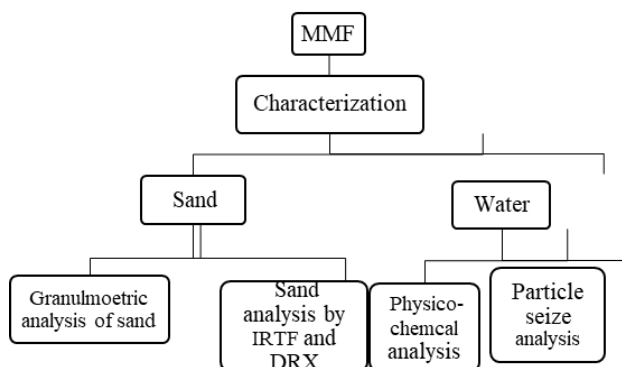 MMF
Characterization
Sand
Water
Granulmoetric
analysis of sand
Sand
analysis by
IRTF and
DRX
Physico-
chemcal
analysis
Particle
seize
analysis